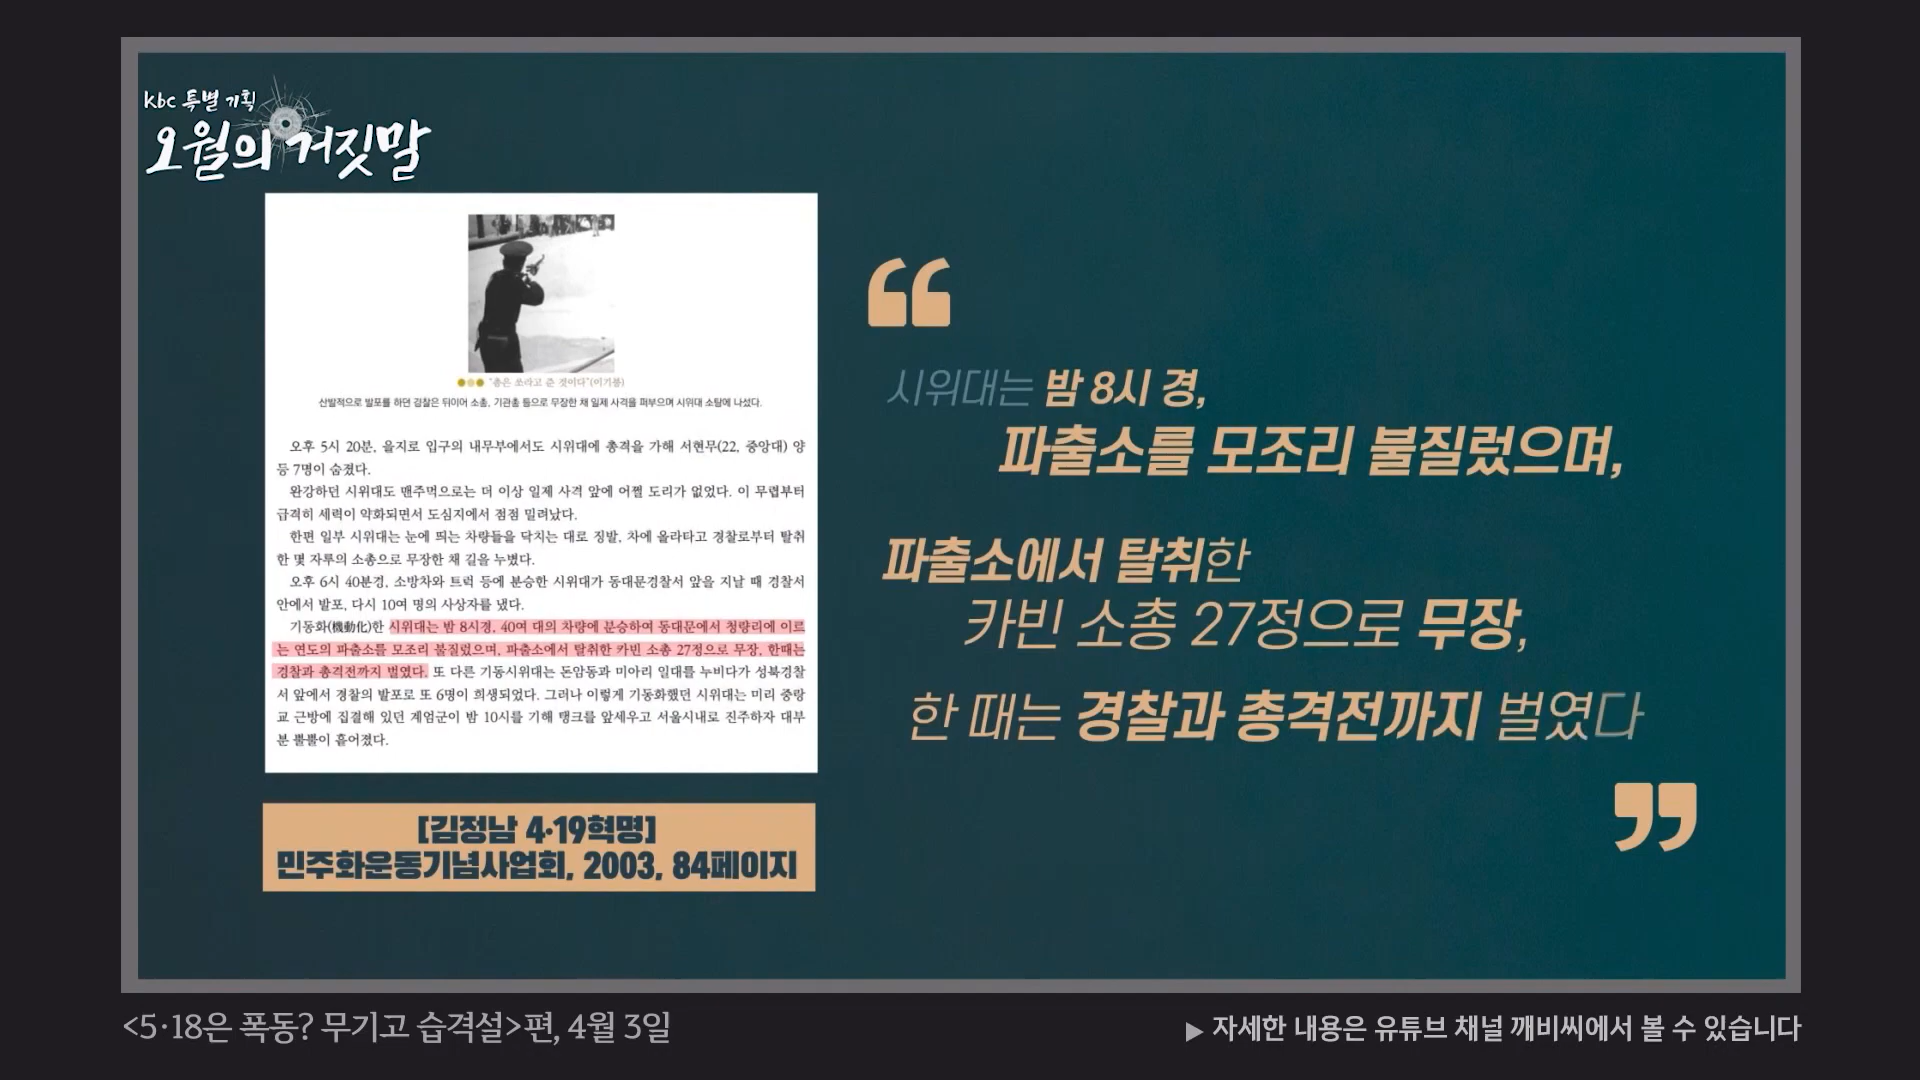 kbc 특별 기획
오월의 거짓말
"총은 쏘라고 준 것이다"(이기붕)
산발적으로 발포를 하던 경찰은 뒤이어 소총, 기관총 등으로 무장한 채 일제 사격을 퍼부으며 시위대 소탕에 나섰다.
오후 5시 20분, 을지로 입구의 내무부에서도 시위대에 총격을 가해 서현무(22, 중앙대) 양
등 7명이 숨졌다.
완강하던 시위대도 맨주먹으로는 더 이상 일제 사격 앞에 어쩔 도리가 없었다. 이 무렵부터
급격히 세력이 약화되면서 도심지에서 점점 밀려났다.
한편 일부 시위대는 눈에 띄는 차량들을 닥치는 대로 징발, 차에 올라타고 경찰로부터 탈취
한 몇 자루의 소총으로 무장한 채 길을 누볐다.
오후 6시 40분경, 소방차와 트럭 등에 분승한 시위대가 동대문경찰서 앞을 지날 때 경찰서
안에서 발포, 다시 10여 명의 사상자를 냈다.
기동화(機動化)한 시위대는 밤 8시경, 40여 대의 차량에 분승하여 동대문에서 청량리에 이르
는 연도의 파출소를 모조리 불질렀으며, 파출소에서 탈취한 카빈 소총 27정으로 무장, 한때는
경찰과 총격전까지 벌였다. 또 다른 기동시위대는 돈암동과 미아리 일대를 누비다가 성북경찰
서 앞에서 경찰의 발포로 또 6명이 희생되었다. 그러나 이렇게 기동화했던 시위대는 미리 중랑
교 근방에 집결해 있던 계엄군이 밤 10시를 기해 탱크를 앞세우고 서울시내로 진주하자 대부
분 뿔뿔이 흩어졌다.
[김정남 4·19혁명]
민주화운동기념사업회, 2003, 84페이지
“
시위대는 밤 8시 경,
파출소를 모조리 불질렀으며,
파출소에서 탈취한
카빈 소총 27정으로 무장,
한 때는 경찰과 총격전까지 벌였다
”
<5·18은 폭동? 무기고 습격설>편, 4월 3일
▶ 자세한 내용은 유튜브 채널 깨비씨에서 볼 수 있습니다